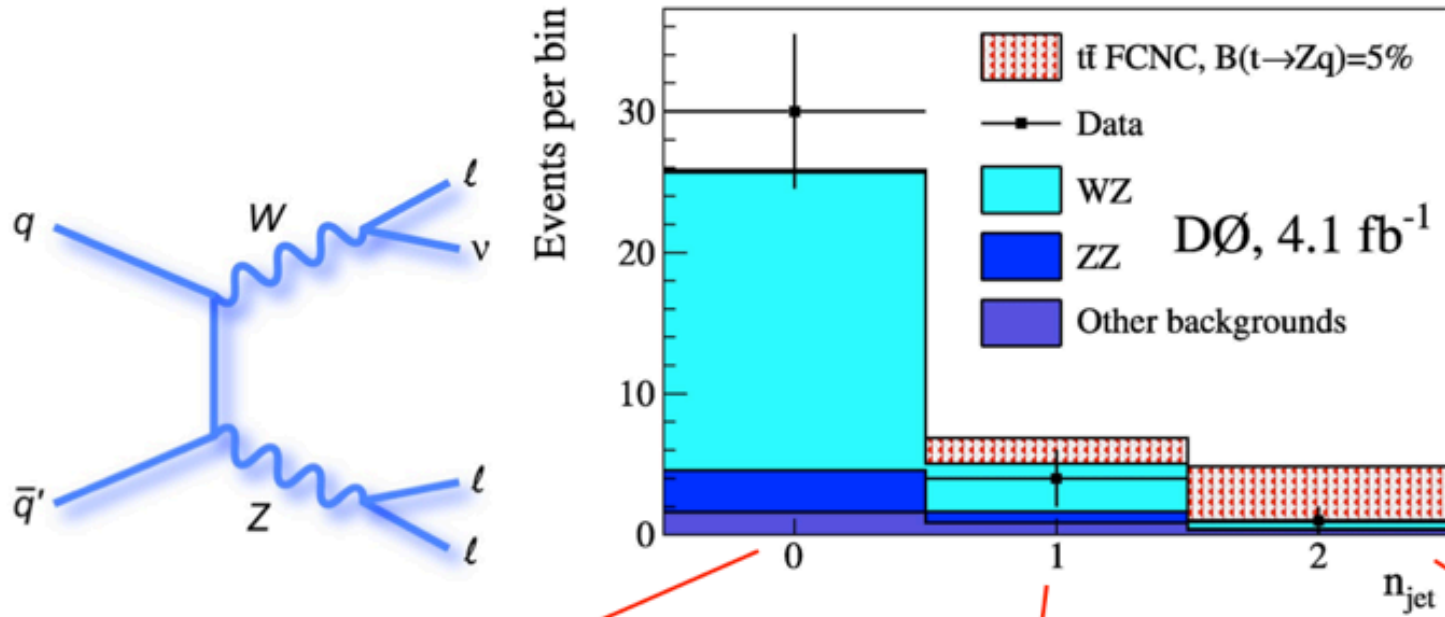 q
W
ℓ
ν
q̄′
Z
ℓ
ℓ
Events per bin
30
20
10
0
tt̄ FCNC, B(t→Zq)=5%
Data
WZ
ZZ
Other backgrounds
DØ, 4.1 fb⁻¹
0 1 2
n_jet